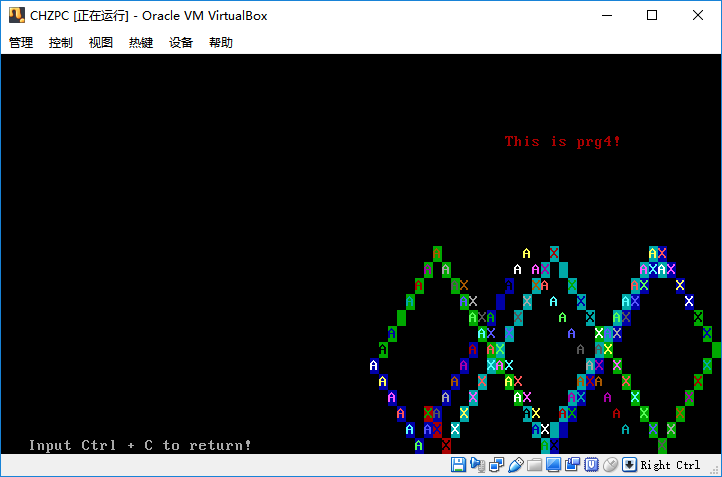 CHZPC [正在运行] - Oracle VM VirtualBox
管理 控制 视图 热键 设备 帮助
This is prg4!
Input Ctrl + C to return!
Right Ctrl